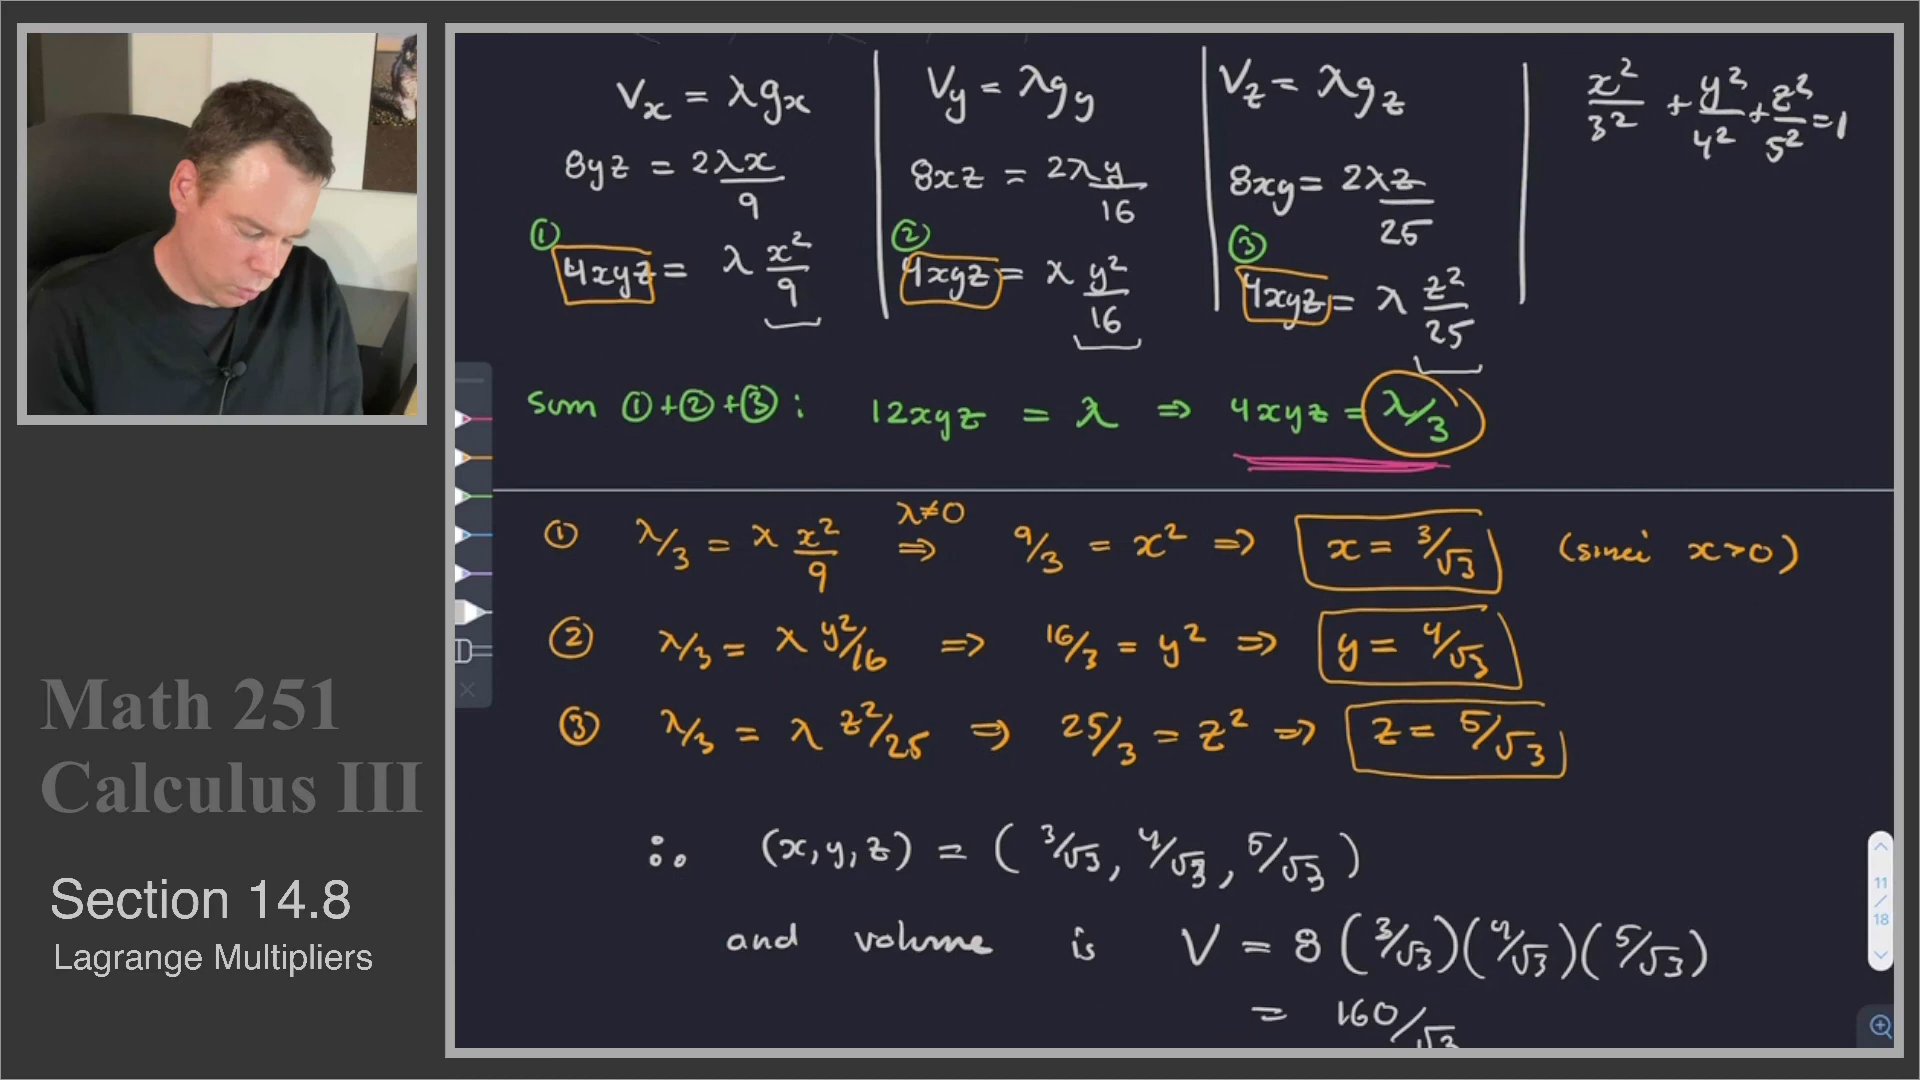 Vx = λgx | Vy = λgy | Vz = λgz | x²/3² + y²/4² + z²/5² = 1
8yz = 2λx/9 | 8xz = 2λy/16 | 8xy = 2λz/25
① 4xyz = λ x²/9 | ② 4xyz = λ y²/16 | ③ 4xyz = λ z²/25
Sum ①+②+③ : 12xyz = λ ⇒ 4xyz = λ/3
① λ/3 = λ x²/9 λ≠0 ⇒ 9/3 = x² ⇒ x = 3/√3 (since x>0)
② λ/3 = λ y²/16 ⇒ 16/3 = y² ⇒ y = 4/√3
③ λ/3 = λ z²/25 ⇒ 25/3 = z² ⇒ z = 5/√3
∴ (x,y,z) = (3/√3, 4/√3, 5/√3)
and volume is V = 8 (3/√3)(4/√3)(5/√3)
= 160/√3
Math 251
Calculus III
Section 14.8
Lagrange Multipliers
11
/
18